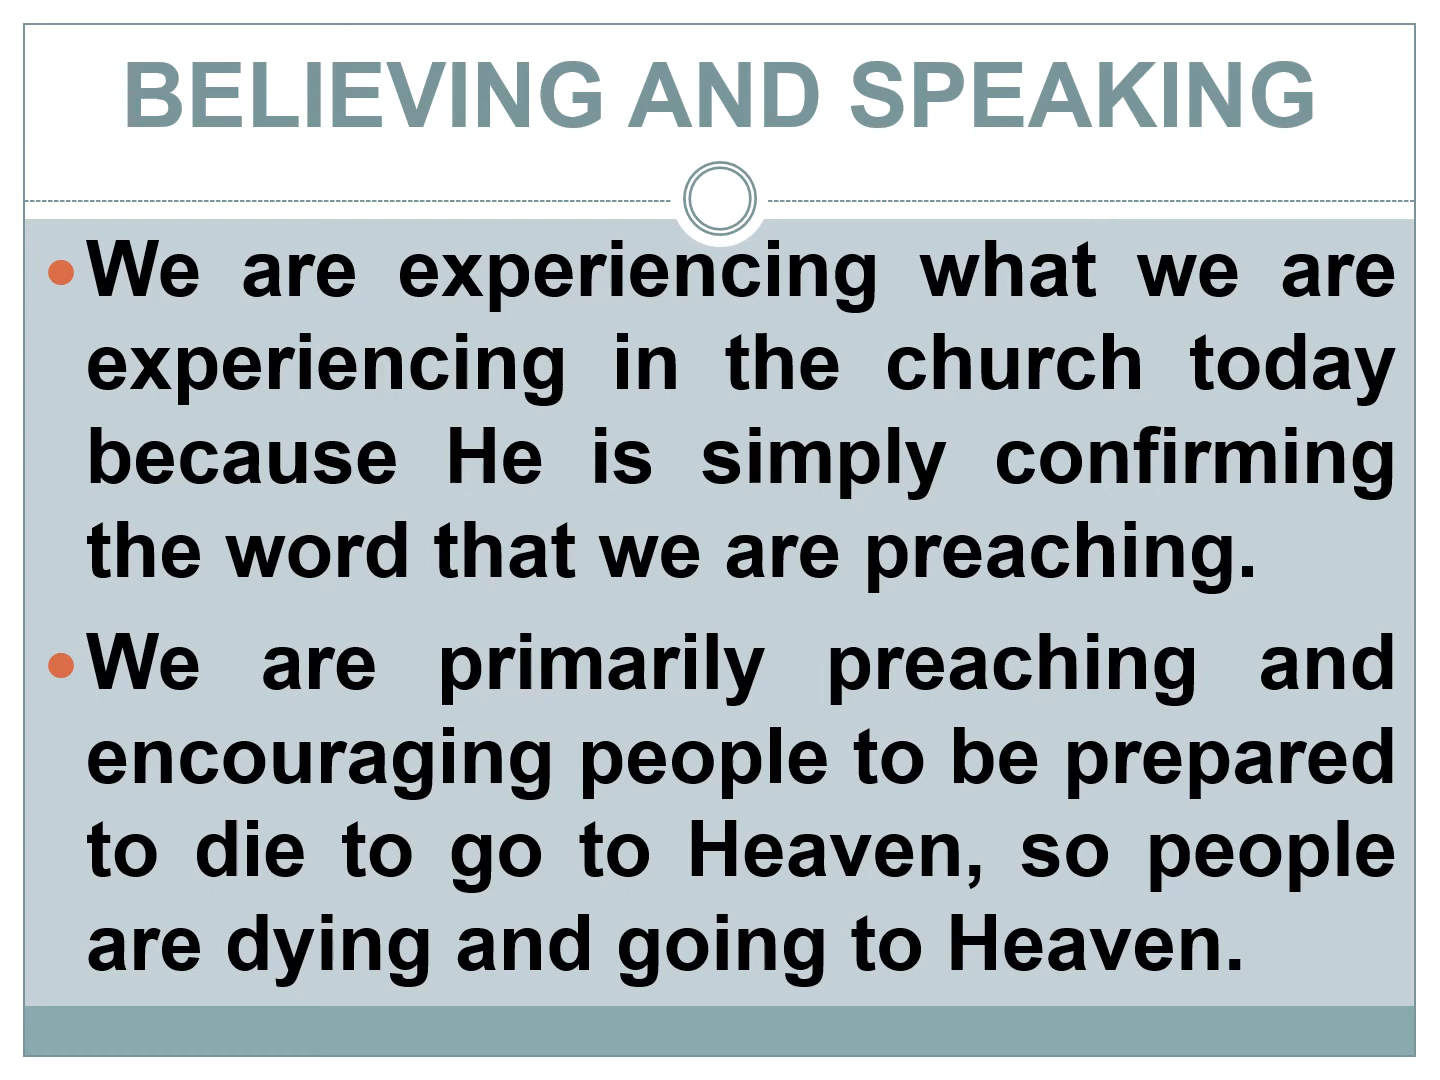 BELIEVING AND SPEAKING
We are experiencing what we are
experiencing in the church today
because He is simply confirming
the word that we are preaching.
We are primarily preaching and
encouraging people to be prepared
to die to go to Heaven, so people
are dying and going to Heaven.